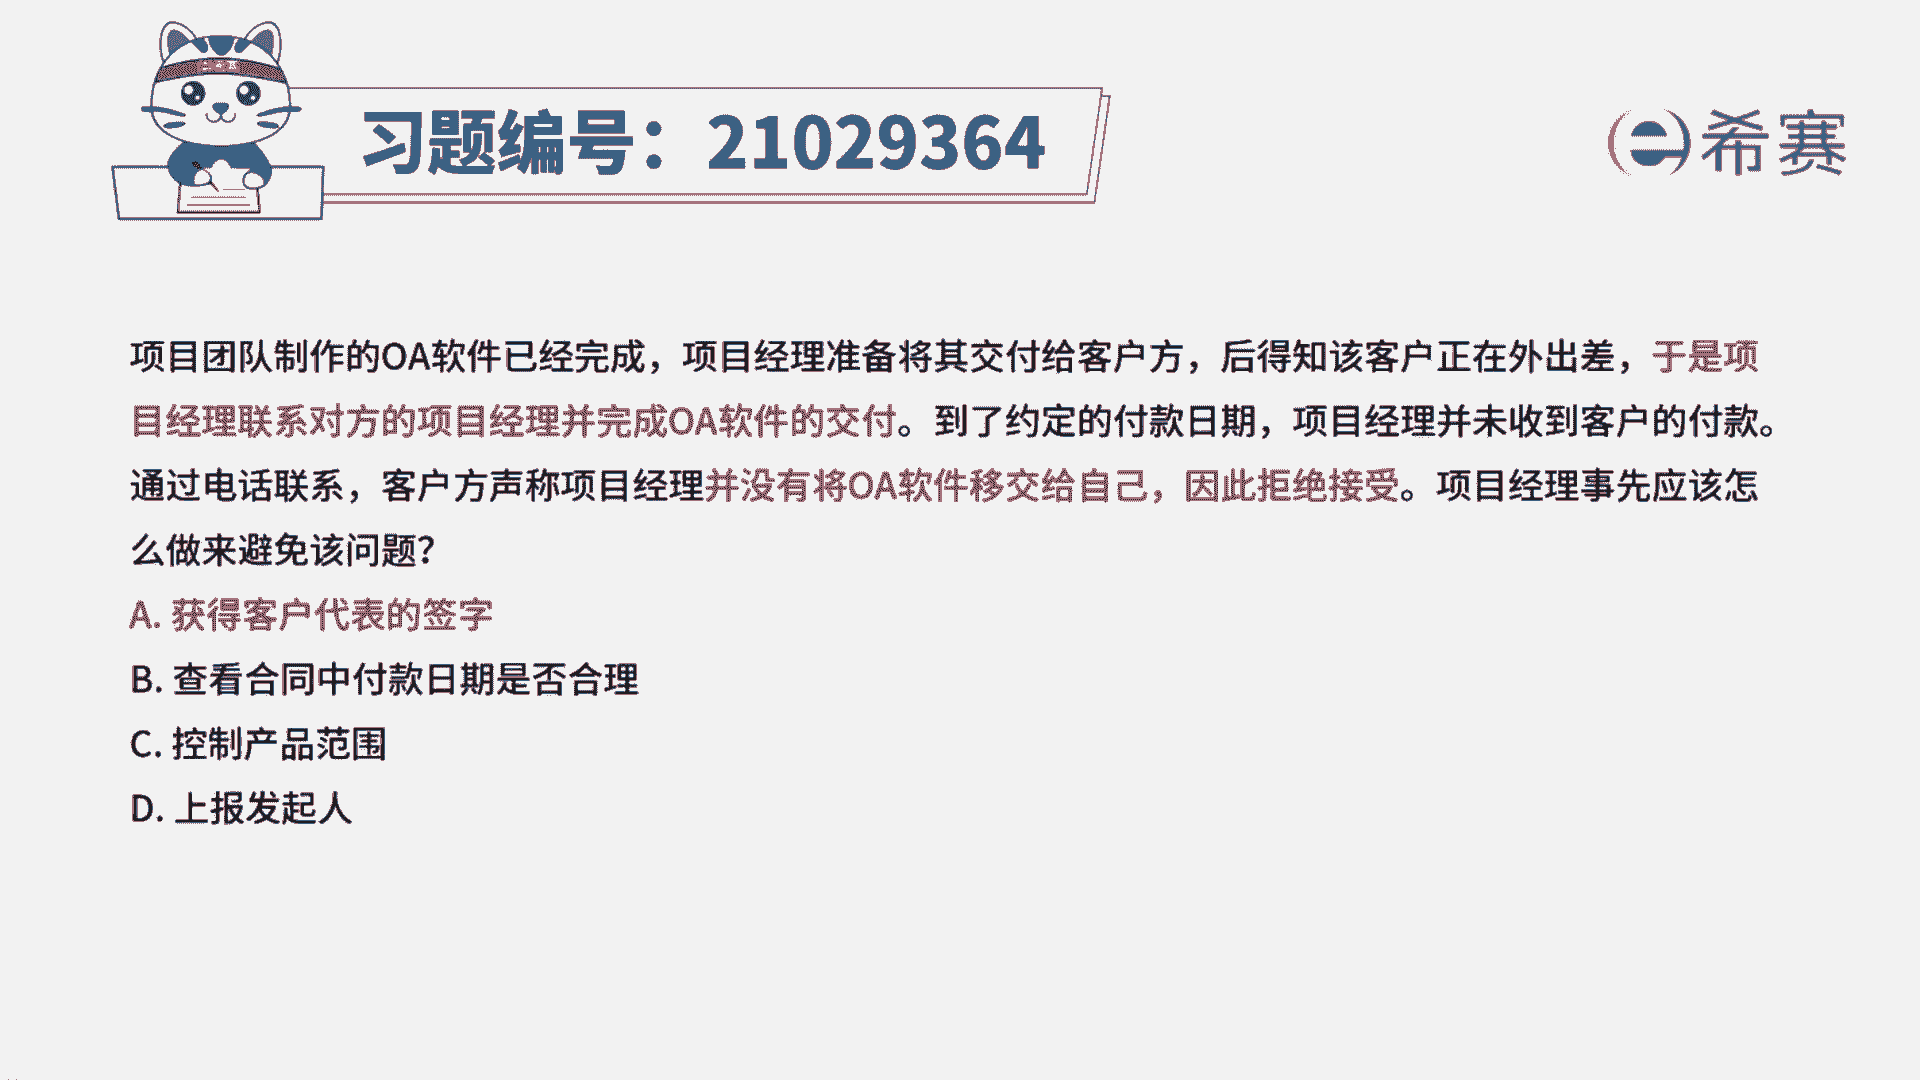 习题编号：21029364
希赛
项目团队制作的OA软件已经完成，项目经理准备将其交付给客户方，后得知该客户正在外出差，于是项
目经理联系对方的项目经理并完成OA软件的交付。到了约定的付款日期，项目经理并未收到客户的付款。
通过电话联系，客户方声称项目经理并没有将OA软件移交给自己，因此拒绝接受。项目经理事先应该怎
么做来避免该问题？
A. 获得客户代表的签字
B. 查看合同中付款日期是否合理
C. 控制产品范围
D. 上报发起人